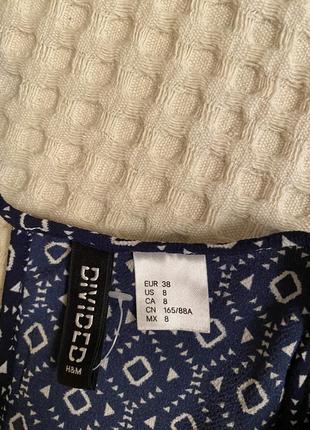 DIVIDED
H&M
EUR 38
US 8
CA 8
CN 165/88A
MX 8